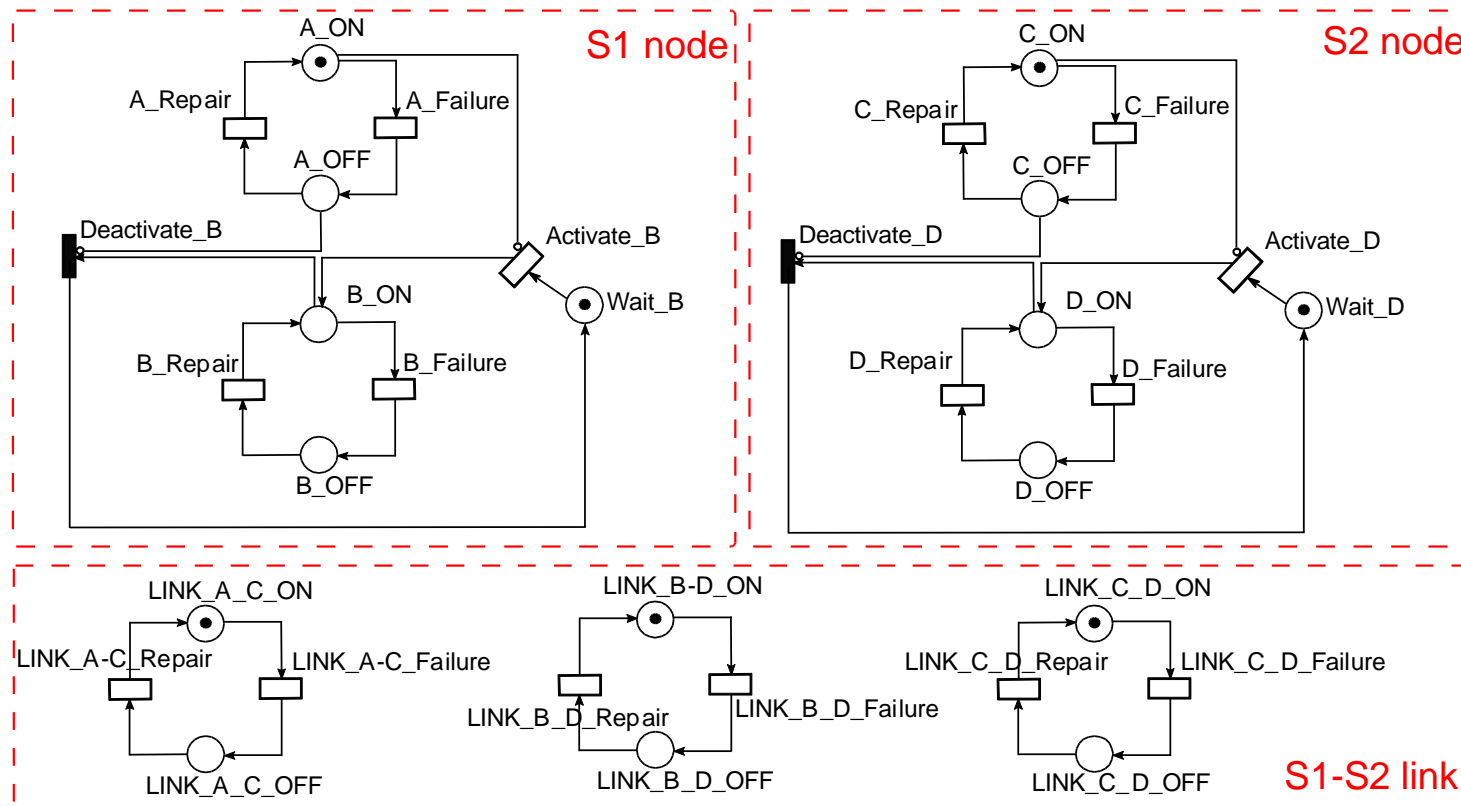 S1 node
A_ON
A_Repair
A_Failure
A_OFF
Deactivate_B
Activate_B
B_ON
Wait_B
B_Repair
B_Failure
B_OFF
S2 node
C_ON
C_Repair
C_Failure
C_OFF
Deactivate_D
Activate_D
D_ON
Wait_D
D_Repair
D_Failure
D_OFF
LINK_A_C_ON
LINK_A-C_Repair
LINK_A-C_Failure
LINK_A_C_OFF
LINK_B-D_ON
LINK_B_D_Repair
LINK_B_D_Failure
LINK_B_D_OFF
LINK_C_D_ON
LINK_C_D_Repair
LINK_C_D_Failure
LINK_C_D_OFF
S1-S2 link